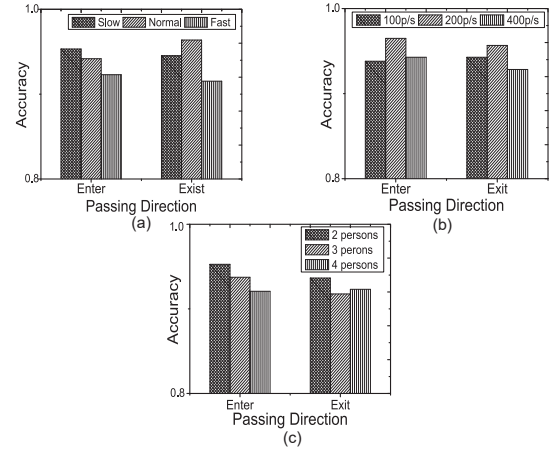 Slow Normal Fast
1.0
Accuracy
0.8
Enter Exist
Passing Direction
(a)
100p/s 200p/s 400p/s
1.0
Accuracy
0.8
Enter Exit
Passing Direction
(b)
2 persons
3 perons
4 persons
1.0
Accuracy
0.8
Enter Exit
Passing Direction
(c)